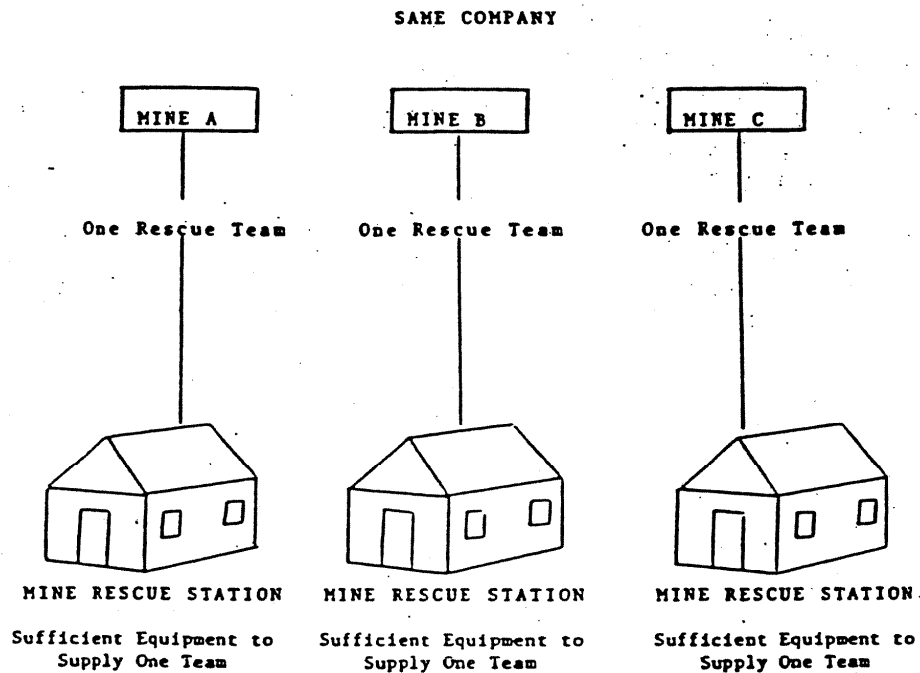 SAME COMPANY
MINE A
MINE B
MINE C
One Rescue Team
One Rescue Team
One Rescue Team
MINE RESCUE STATION
MINE RESCUE STATION
MINE RESCUE STATION
Sufficient Equipment to
Supply One Team
Sufficient Equipment to
Supply One Team
Sufficient Equipment to
Supply One Team